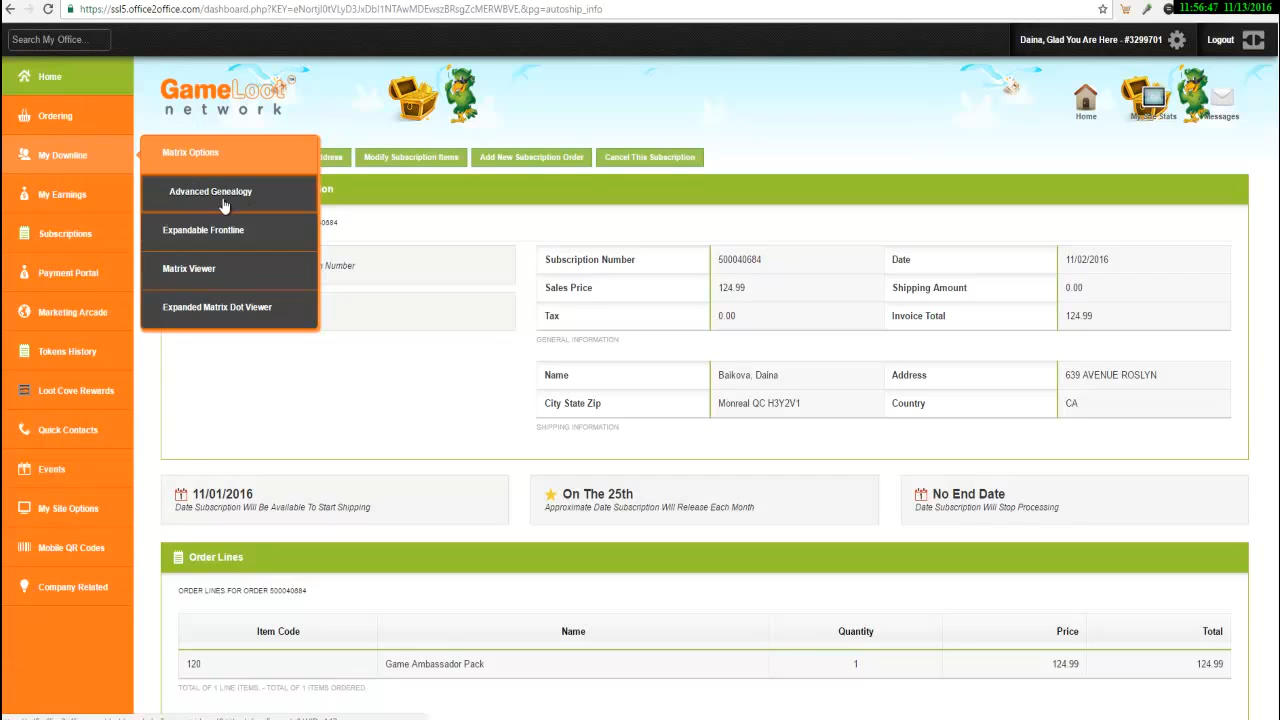 https://ssl5.office2office.com/dashboard.php?KEY=eNortjI0tVLyD3JxDbI1NTAwMDEwszBRsgZcMERWBVE,&pg=autoship_info
11:56:47 11/13/2016
Search My Office...
Daina, Glad You Are Here - #3299701
Logout
Home
Ordering
My Downline
My Earnings
Subscriptions
Payment Portal
Marketing Arcade
Tokens History
Loot Cove Rewards
Quick Contacts
Events
My Site Options
Mobile QR Codes
Company Related
GameLoot
network
Home
Messages
Matrix Options
Advanced Genealogy
Expandable Frontline
Matrix Viewer
Expanded Matrix Dot Viewer
Modify Subscription Items
Add New Subscription Order
Cancel This Subscription
Number
Subscription Number 500040684 Date 11/02/2016
Sales Price 124.99 Shipping Amount 0.00
Tax 0.00 Invoice Total 124.99
GENERAL INFORMATION
Name Baikova, Daina Address 639 AVENUE ROSLYN
City State Zip Monreal QC H3Y2V1 Country CA
SHIPPING INFORMATION
11/01/2016
Date Subscription Will Be Available To Start Shipping
On The 25th
Approximate Date Subscription Will Release Each Month
No End Date
Date Subscription Will Stop Processing
Order Lines
ORDER LINES FOR ORDER 500040684
Item Code Name Quantity Price Total
120 Game Ambassador Pack 1 124.99 124.99
TOTAL OF 1 LINE ITEMS. - TOTAL OF 1 ITEMS ORDERED.